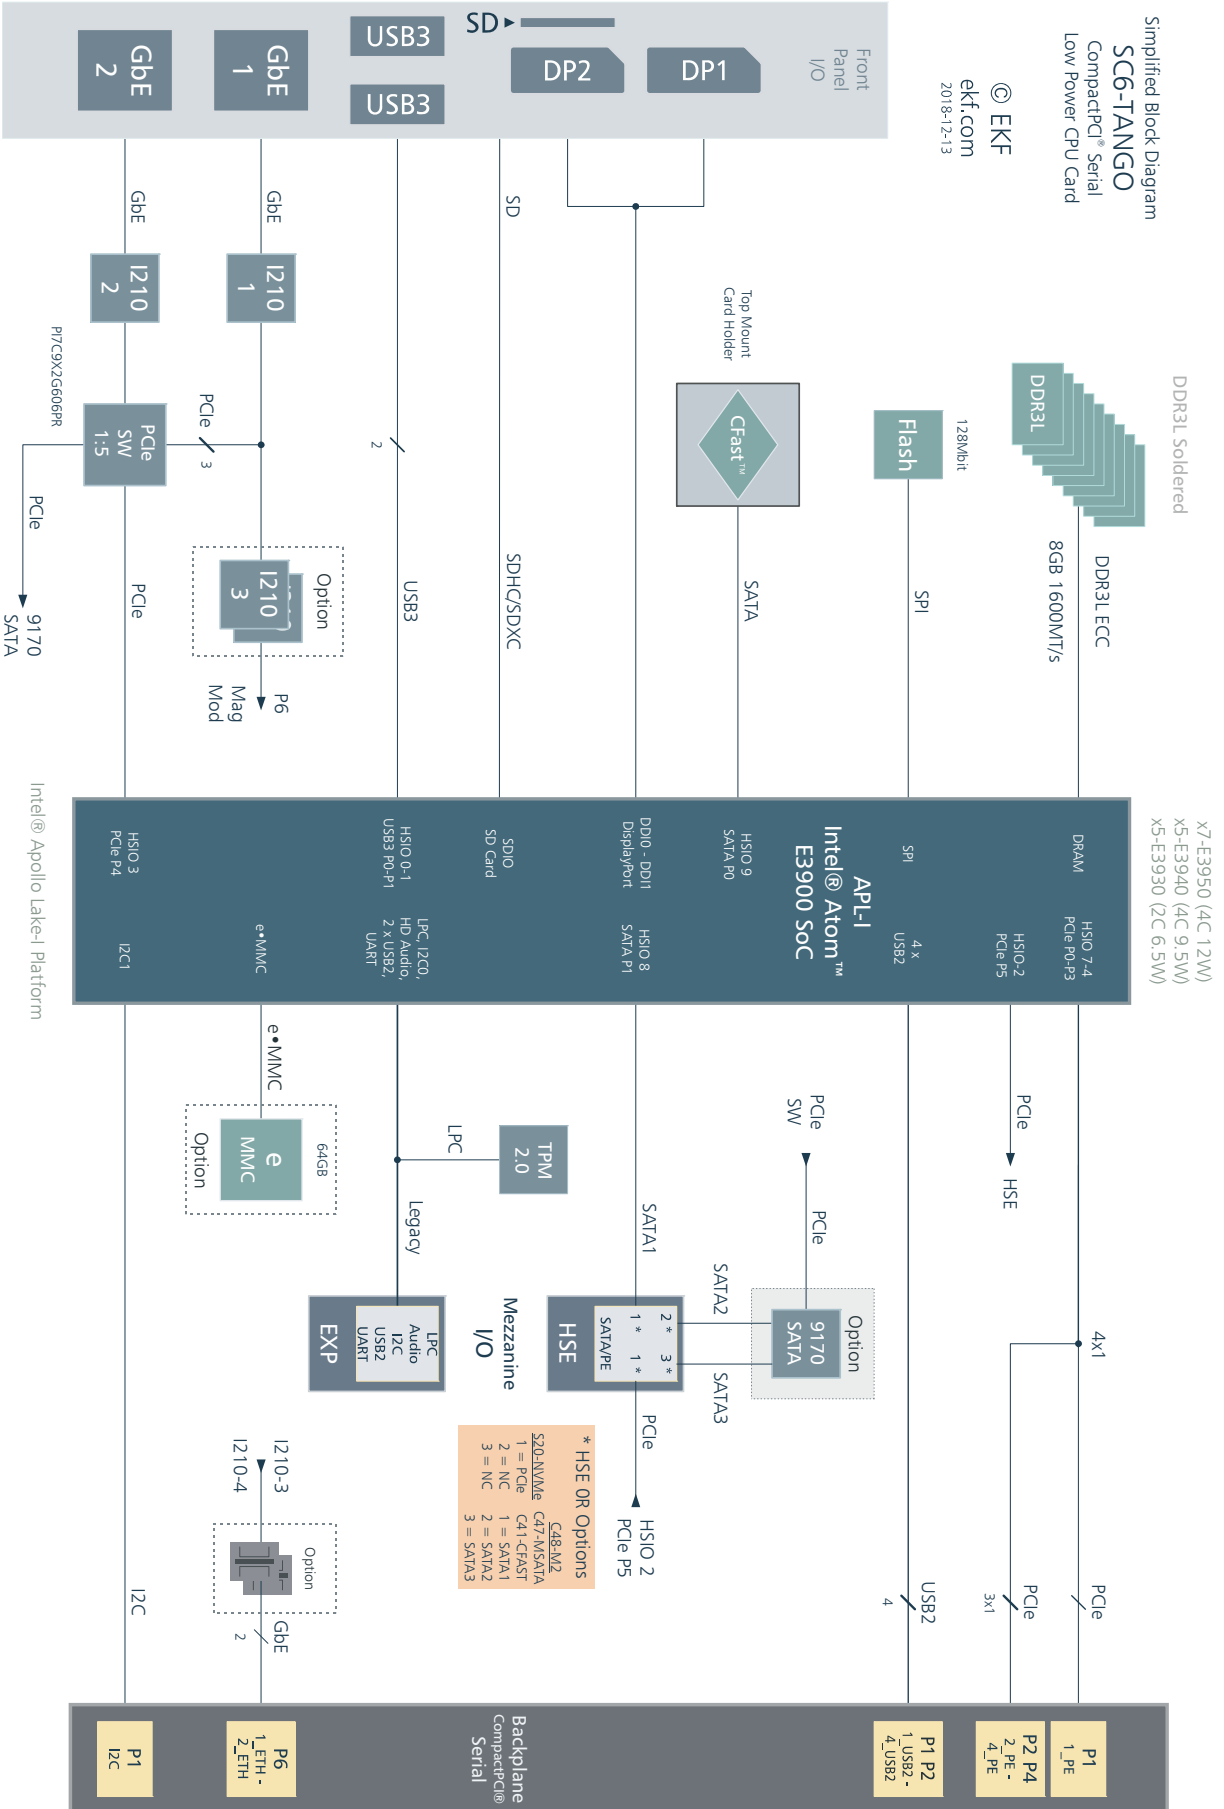 Simplified Block Diagram
SC6-TANGO
CompactPCI® Serial
Low Power CPU Card
© EKF
ekf.com
2018-12-13
Front
Panel
I/O
DP1
DP2
SD
USB3
USB3
GbE
1
GbE
2
SD
GbE
GbE
I210
1
I210
2
PI7C9X2G606PR
PCIe
SW
1:5
PCIe
3
PCIe
9170
SATA
PCIe
Option
I210
3
P6
Mag
Mod
2
USB3
SDHC/SDXC
Top Mount
Card Holder
CFast™
SATA
128Mbit
Flash
SPI
DDR3L Soldered
DDR3L
DDR3L ECC
8GB 1600MT/s
x7-E3950 (4C 12W)
x5-E3940 (4C 9.5W)
x5-E3930 (2C 6.5W)
DRAM
SPI
APL-I
Intel® Atom™
E3900 SoC
HSIO 9
SATA P0
DDI0 - DDI1
DisplayPort
SDIO
SD Card
HSIO 0-1
USB3 P0-P1
HSIO 3
PCIe P4
HSIO 7-4
PCIe P0-P3
HSIO-2
PCIe P5
4 x
USB2
HSIO 8
SATA P1
LPC, I2C0,
HD Audio,
2 x USB2,
UART
e•MMC
I2C1
Intel® Apollo Lake-I Platform
PCIe
HSE
PCIe
SW
PCIe
Option
9170
SATA
SATA1
SATA2
SATA3
TPM
2.0
LPC
Legacy
e•MMC
64GB
e
MMC
Option
2 * 3 *
1 * 1 *
SATA/PE
HSE
Mezzanine
I/O
LPC
Audio
I2C
USB2
UART
EXP
PCIe
HSIO 2
PCIe P5
* HSE 0R Options
C48-M2
S20-NVMe C47-MSATA
1 = PCIe C41-CFAST
2 = NC 1 = SATA1
3 = NC 2 = SATA2
3 = SATA3
4x1
PCIe
PCIe
3x1
USB2
4
I210-3
I210-4
Option
GbE
2
I2C
Backplane
CompactPCI®
Serial
P1
1_PE
P2 P4
2_PE -
4_PE
P1 P2
1_USB2 -
4_USB2
P6
1_ETH -
2_ETH
P1
I2C